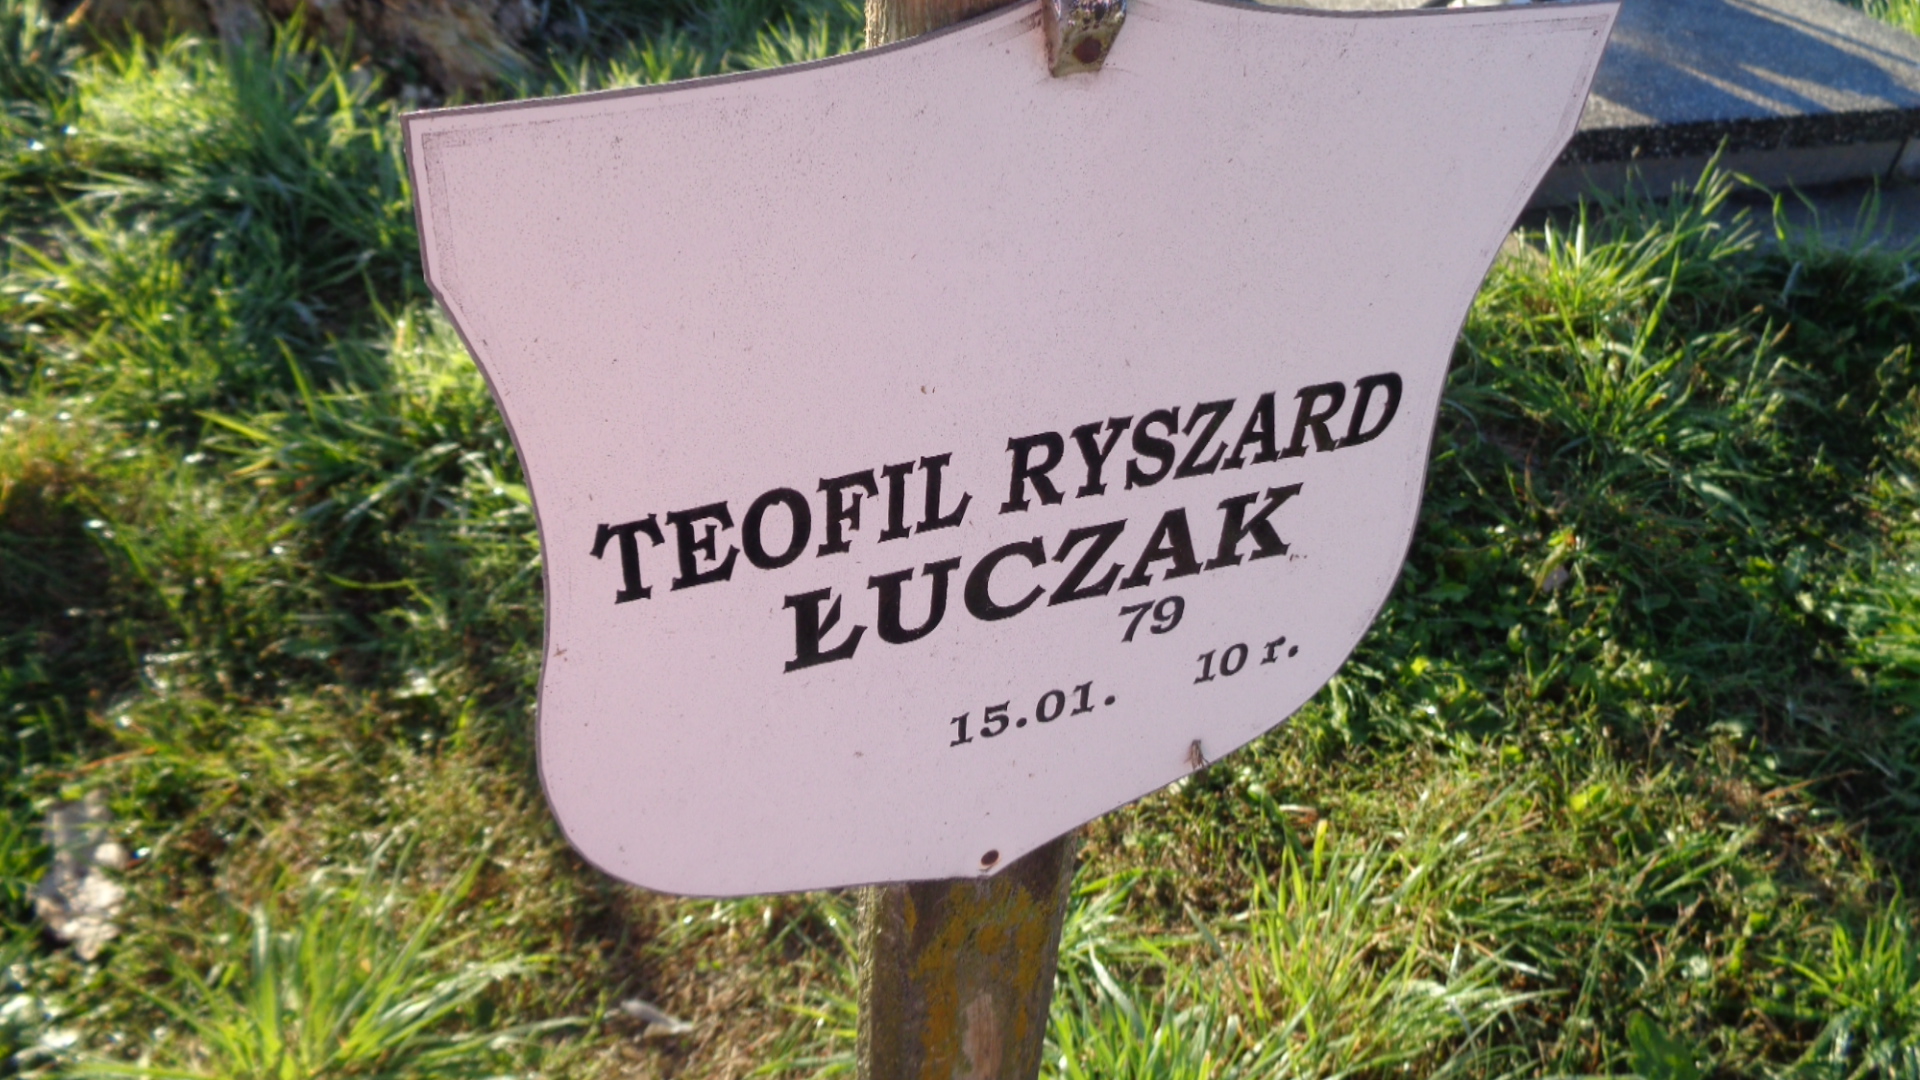 TEOFIL RYSZARD
ŁUCZAK
79
15.01. 10 r.